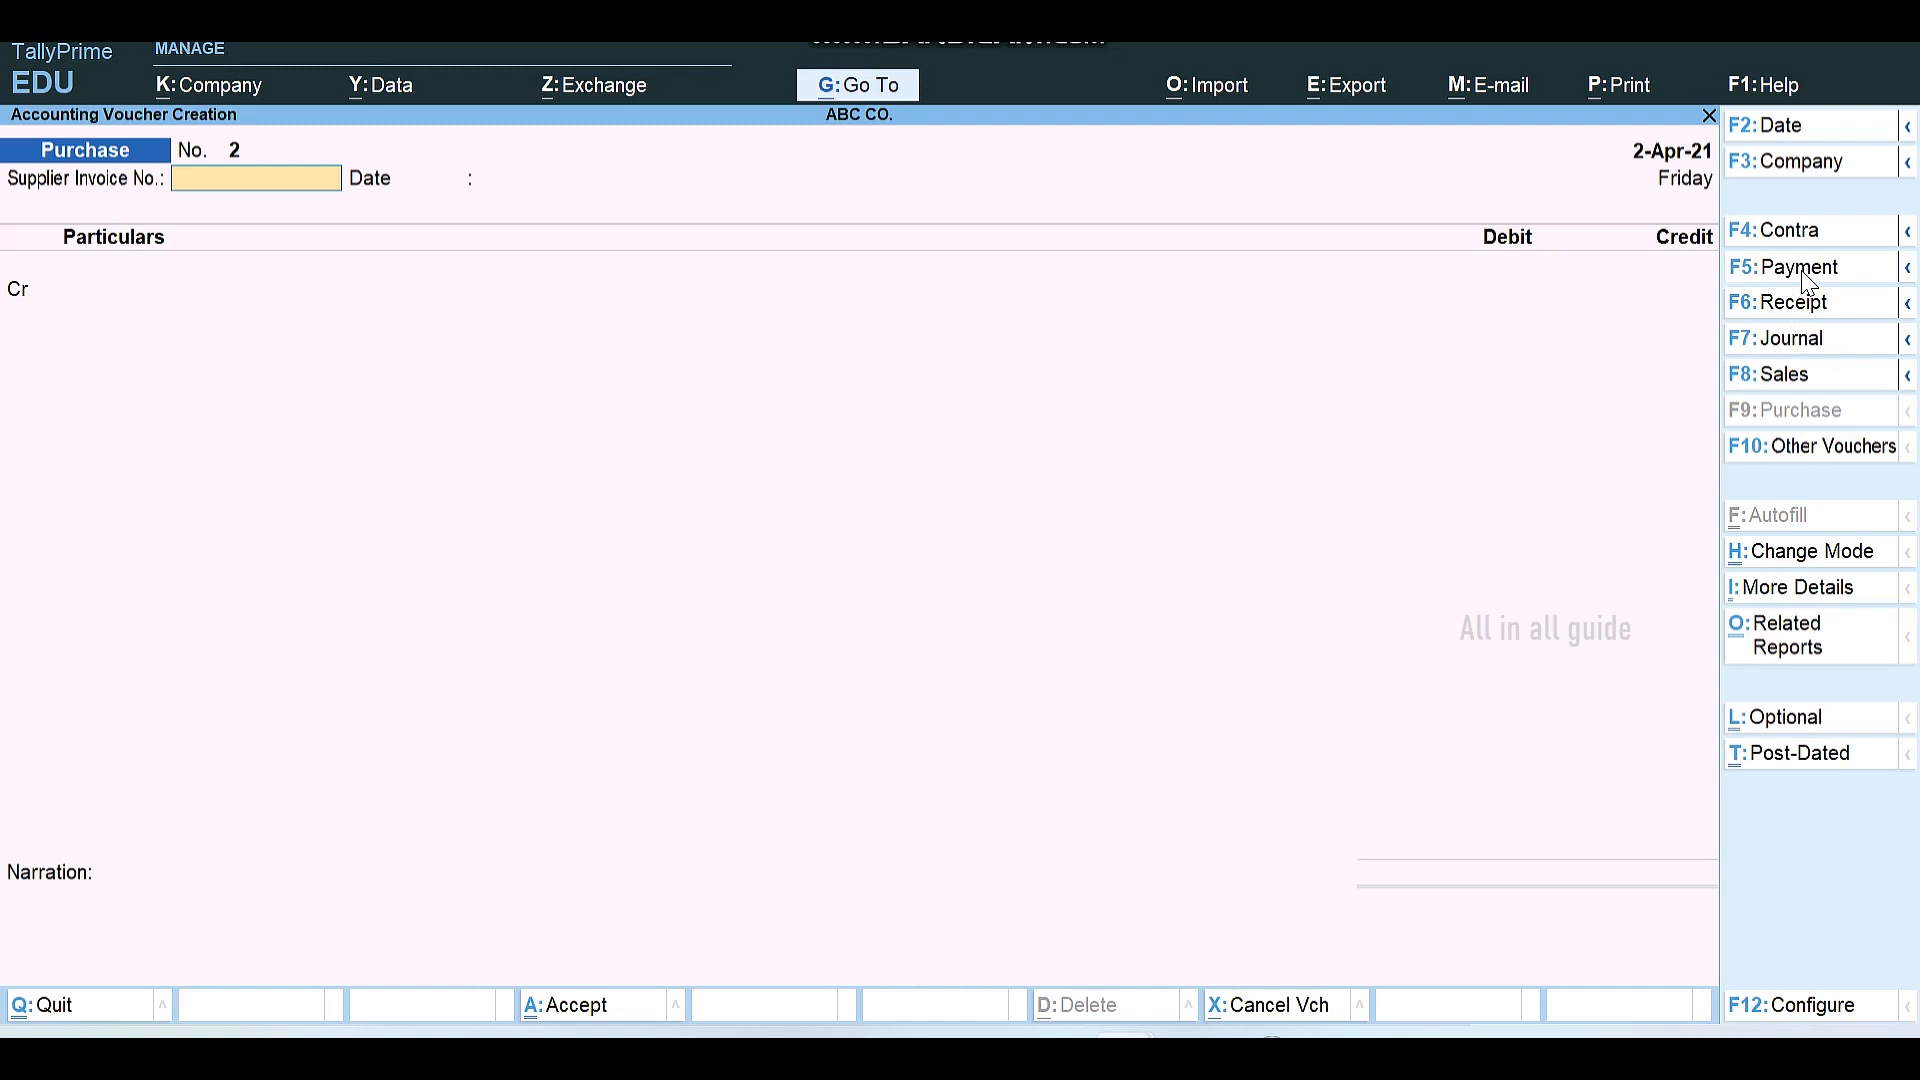 TallyPrime
EDU
MANAGE
K: Company
Y: Data
Z: Exchange
G: Go To
O: Import
E: Export
M: E-mail
P: Print
F1: Help
Accounting Voucher Creation
ABC CO.
Purchase No. 2
2-Apr-21
Supplier Invoice No.: Date :
Friday
Particulars Debit Credit
Cr
All in all guide
Narration:
Q: Quit
A: Accept
D: Delete
X: Cancel Vch
F2: Date
F3: Company
F4: Contra
F5: Payment
F6: Receipt
F7: Journal
F8: Sales
F9: Purchase
F10: Other Vouchers
F: Autofill
H: Change Mode
I: More Details
O: Related
Reports
L: Optional
T: Post-Dated
F12: Configure